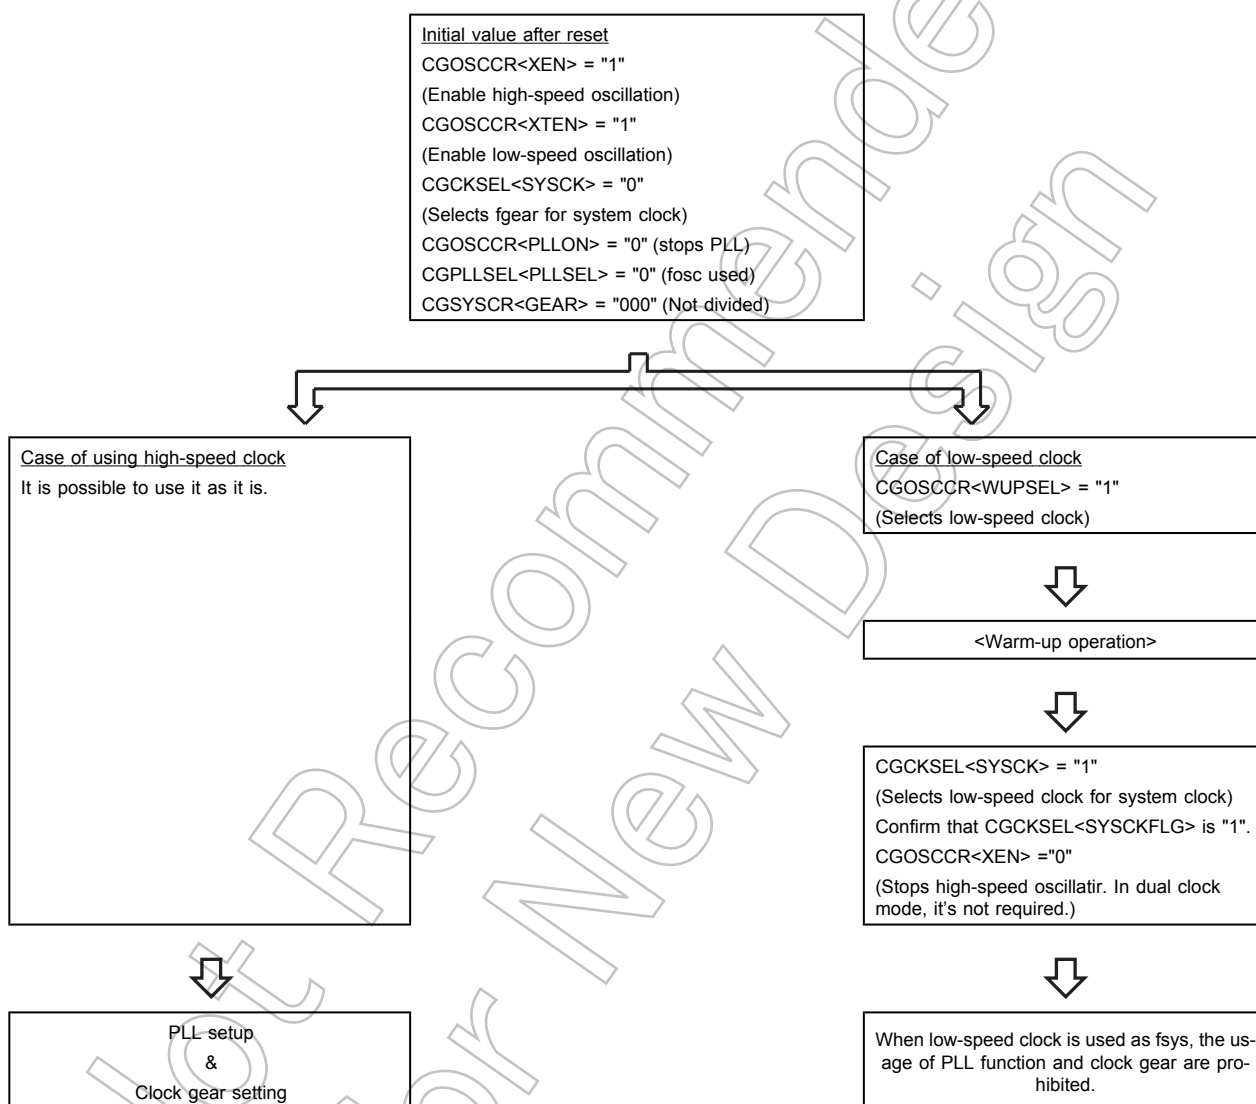 Initial value after reset
CGOSCCR<XEN> = "1"
(Enable high-speed oscillation)
CGOSCCR<XTEN> = "1"
(Enable low-speed oscillation)
CGCKSEL<SYSCK> = "0"
(Selects fgear for system clock)
CGOSCCR<PLLON> = "0" (stops PLL)
CGPLLSEL<PLLSEL> = "0" (fosc used)
CGSYSCR<GEAR> = "000" (Not divided)
Case of using high-speed clock
It is possible to use it as it is.
PLL setup
&
Clock gear setting
Case of low-speed clock
CGOSCCR<WUPSEL> = "1"
(Selects low-speed clock)
<Warm-up operation>
CGCKSEL<SYSCK> = "1"
(Selects low-speed clock for system clock)
Confirm that CGCKSEL<SYSCKFLG> is "1".
CGOSCCR<XEN> ="0"
(Stops high-speed oscillatir. In dual clock
mode, it's not required.)
When low-speed clock is used as fsys, the us-
age of PLL function and clock gear are pro-
hibited.
Not Recommende
or New Design